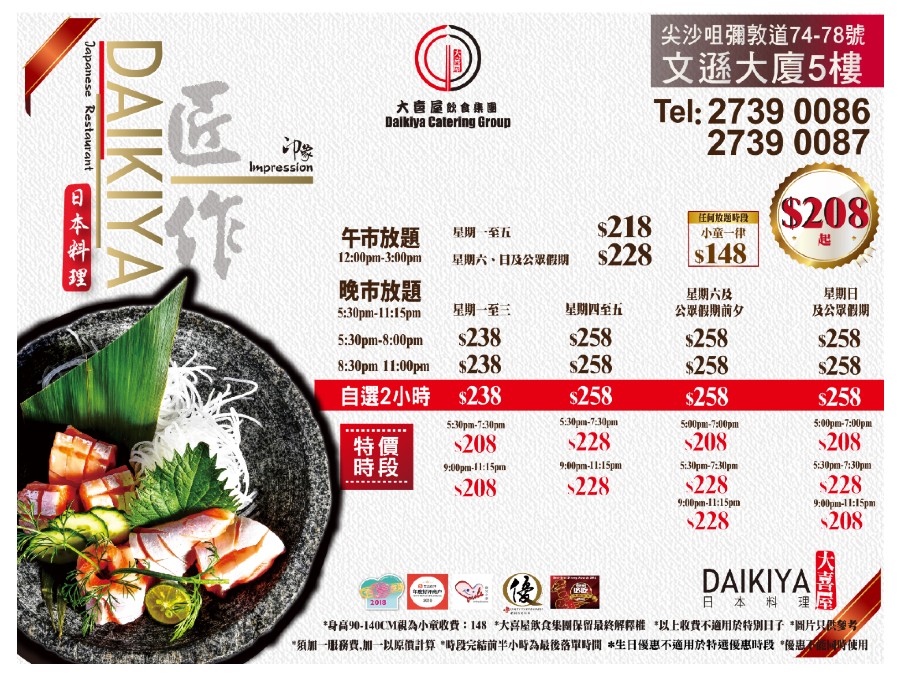 DAIKIYA
Japanese Restaurant
日本料理
匠作
印象
Impression
大喜屋飲食集團
Daikiya Catering Group
尖沙咀彌敦道74-78號
文遜大廈5樓
Tel: 2739 0086
2739 0087
$208
起
任何放題時段
小童一律
$148
午市放題 星期一至五 $218
12:00pm-3:00pm 星期六、日及公眾假期 $228
晚市放題
5:30pm-11:15pm 星期一至三 星期四至五 星期六及公眾假期前夕 星期日及公眾假期
5:30pm-8:00pm $238 $258 $258 $258
8:30pm 11:00pm $238 $258 $258 $258
自選2小時 $238 $258 $258 $258
特價時段
5:30pm-7:30pm 5:30pm-7:30pm 5:00pm-7:00pm 5:00pm-7:00pm
$208 $228 $208 $208
9:00pm-11:15pm 9:00pm-11:15pm 5:30pm-7:30pm 5:30pm-7:30pm
$208 $228 $228 $228
9:00pm-11:15pm 9:00pm-11:15pm
$228 $208
2018
優
DAIKIYA
日本料理
大喜屋
*身高90-140CM視為小童收費：148 *大喜屋飲食集團保留最終解釋權 *以上收費不適用於特別日子 *圖片只供參考
*須加一服務費,加一以原價計算 *時段完結前半小時為最後落單時間 *生日優惠不適用於特選優惠時段 *優惠不能同時使用